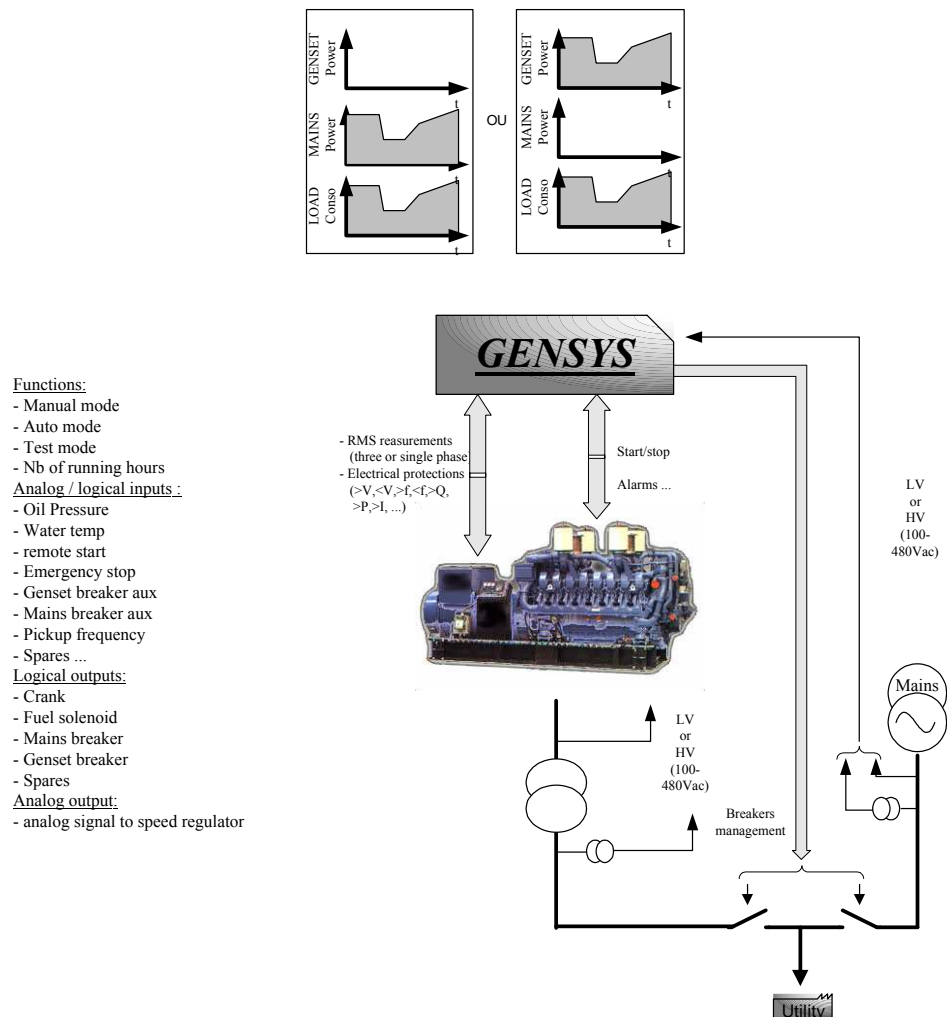 GENSET
Power
t
MAINS
Power
t
LOAD
Conso
t
OU
GENSET
Power
t
MAINS
Power
t
LOAD
Conso
t
GENSYS
Functions:
- Manual mode
- Auto mode
- Test mode
- Nb of running hours
Analog / logical inputs :
- Oil Pressure
- Water temp
- remote start
- Emergency stop
- Genset breaker aux
- Mains breaker aux
- Pickup frequency
- Spares ...
Logical outputs:
- Crank
- Fuel solenoid
- Mains breaker
- Genset breaker
- Spares
Analog output:
- analog signal to speed regulator
- RMS reasurements
(three or single phase)
- Electrical protections
(>V,<V,>f,<f,>Q,
>P,>I, ...)
Start/stop
Alarms ...
LV
or
HV
(100-
480Vac)
Mains
LV
or
HV
(100-
480Vac)
Breakers
management
Utility